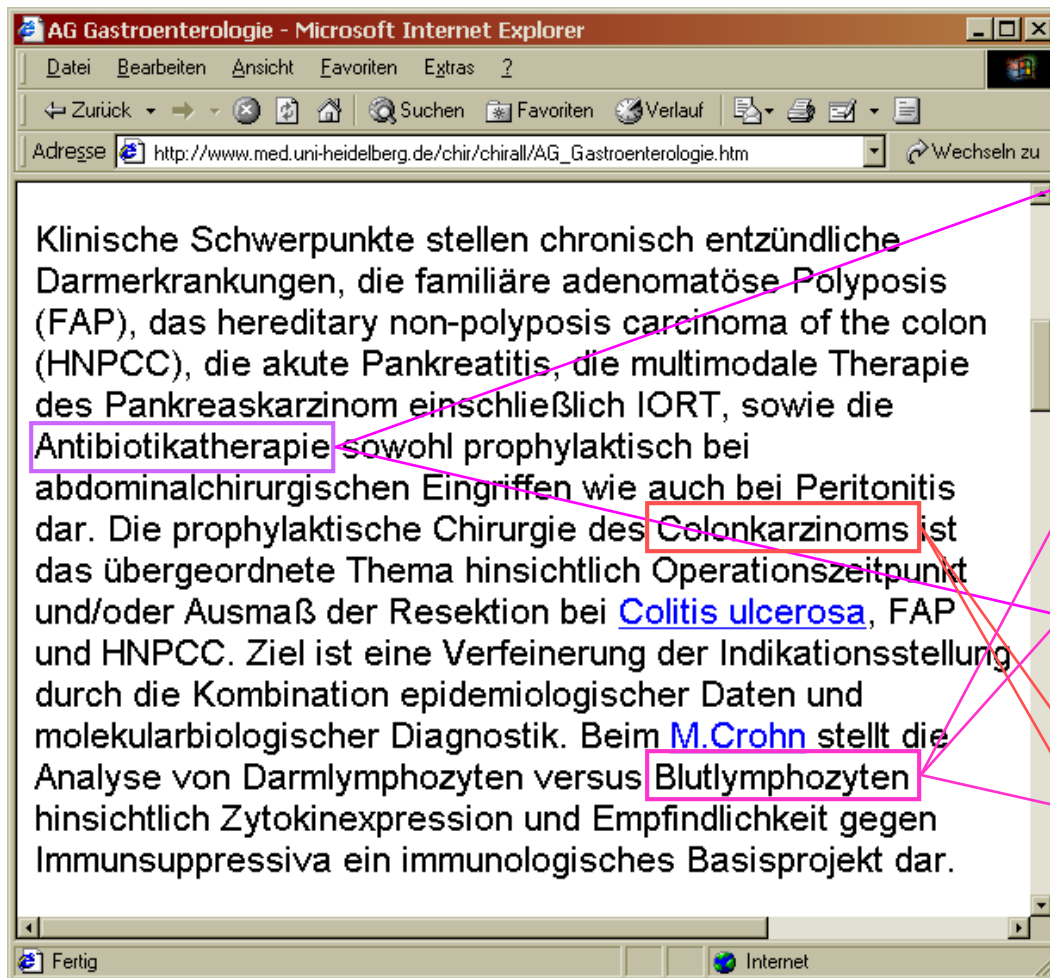 AG Gastroenterologie - Microsoft Internet Explorer
Datei Bearbeiten Ansicht Favoriten Extras ?
Zurück Suchen Favoriten Verlauf
Adresse http://www.med.uni-heidelberg.de/chir/chirall/AG_Gastroenterologie.htm Wechseln zu
Klinische Schwerpunkte stellen chronisch entzündliche
Darmerkrankungen, die familiäre adenomatöse Polyposis
(FAP), das hereditary non-polyposis carcinoma of the colon
(HNPCC), die akute Pankreatitis, die multimodale Therapie
des Pankreaskarzinom einschließlich IORT, sowie die
Antibiotikatherapie sowohl prophylaktisch bei
abdominalchirurgischen Eingriffen wie auch bei Peritonitis
dar. Die prophylaktische Chirurgie des Colonkarzinoms ist
das übergeordnete Thema hinsichtlich Operationszeitpunkt
und/oder Ausmaß der Resektion bei Colitis ulcerosa, FAP
und HNPCC. Ziel ist eine Verfeinerung der Indikationsstellung
durch die Kombination epidemiologischer Daten und
molekularbiologischer Diagnostik. Beim M.Crohn stellt die
Analyse von Darmlymphozyten versus Blutlymphozyten
hinsichtlich Zytokinexpression und Empfindlichkeit gegen
Immunsuppressiva ein immunologisches Basisprojekt dar.
Fertig Internet